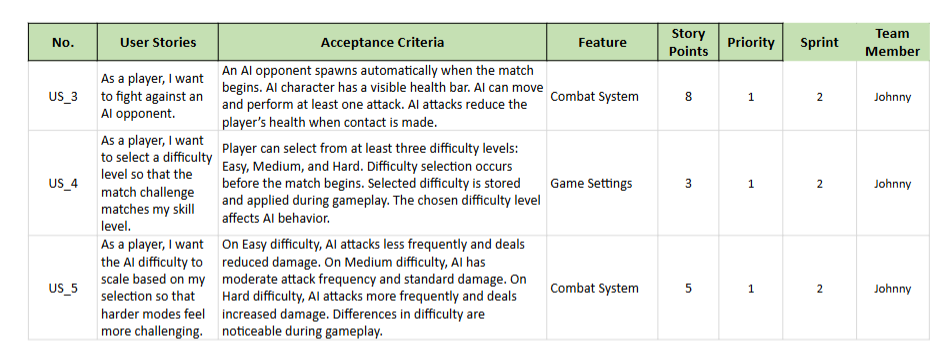 No. User Stories Acceptance Criteria Feature Story Points Priority Sprint Team Member
US_3
As a player, I want
to fight against an
AI opponent.
An AI opponent spawns automatically when the match
begins. AI character has a visible health bar. AI can move
and perform at least one attack. AI attacks reduce the
player’s health when contact is made.
Combat System
8
1
2
Johnny
US_4
As a player, I want
to select a difficulty
level so that the
match challenge
matches my skill
level.
Player can select from at least three difficulty levels:
Easy, Medium, and Hard. Difficulty selection occurs
before the match begins. Selected difficulty is stored
and applied during gameplay. The chosen difficulty level
affects AI behavior.
Game Settings
3
1
2
Johnny
US_5
As a player, I want
the AI difficulty to
scale based on my
selection so that
harder modes feel
more challenging.
On Easy difficulty, AI attacks less frequently and deals
reduced damage. On Medium difficulty, AI has
moderate attack frequency and standard damage. On
Hard difficulty, AI attacks more frequently and deals
increased damage. Differences in difficulty are
noticeable during gameplay.
Combat System
5
1
2
Johnny